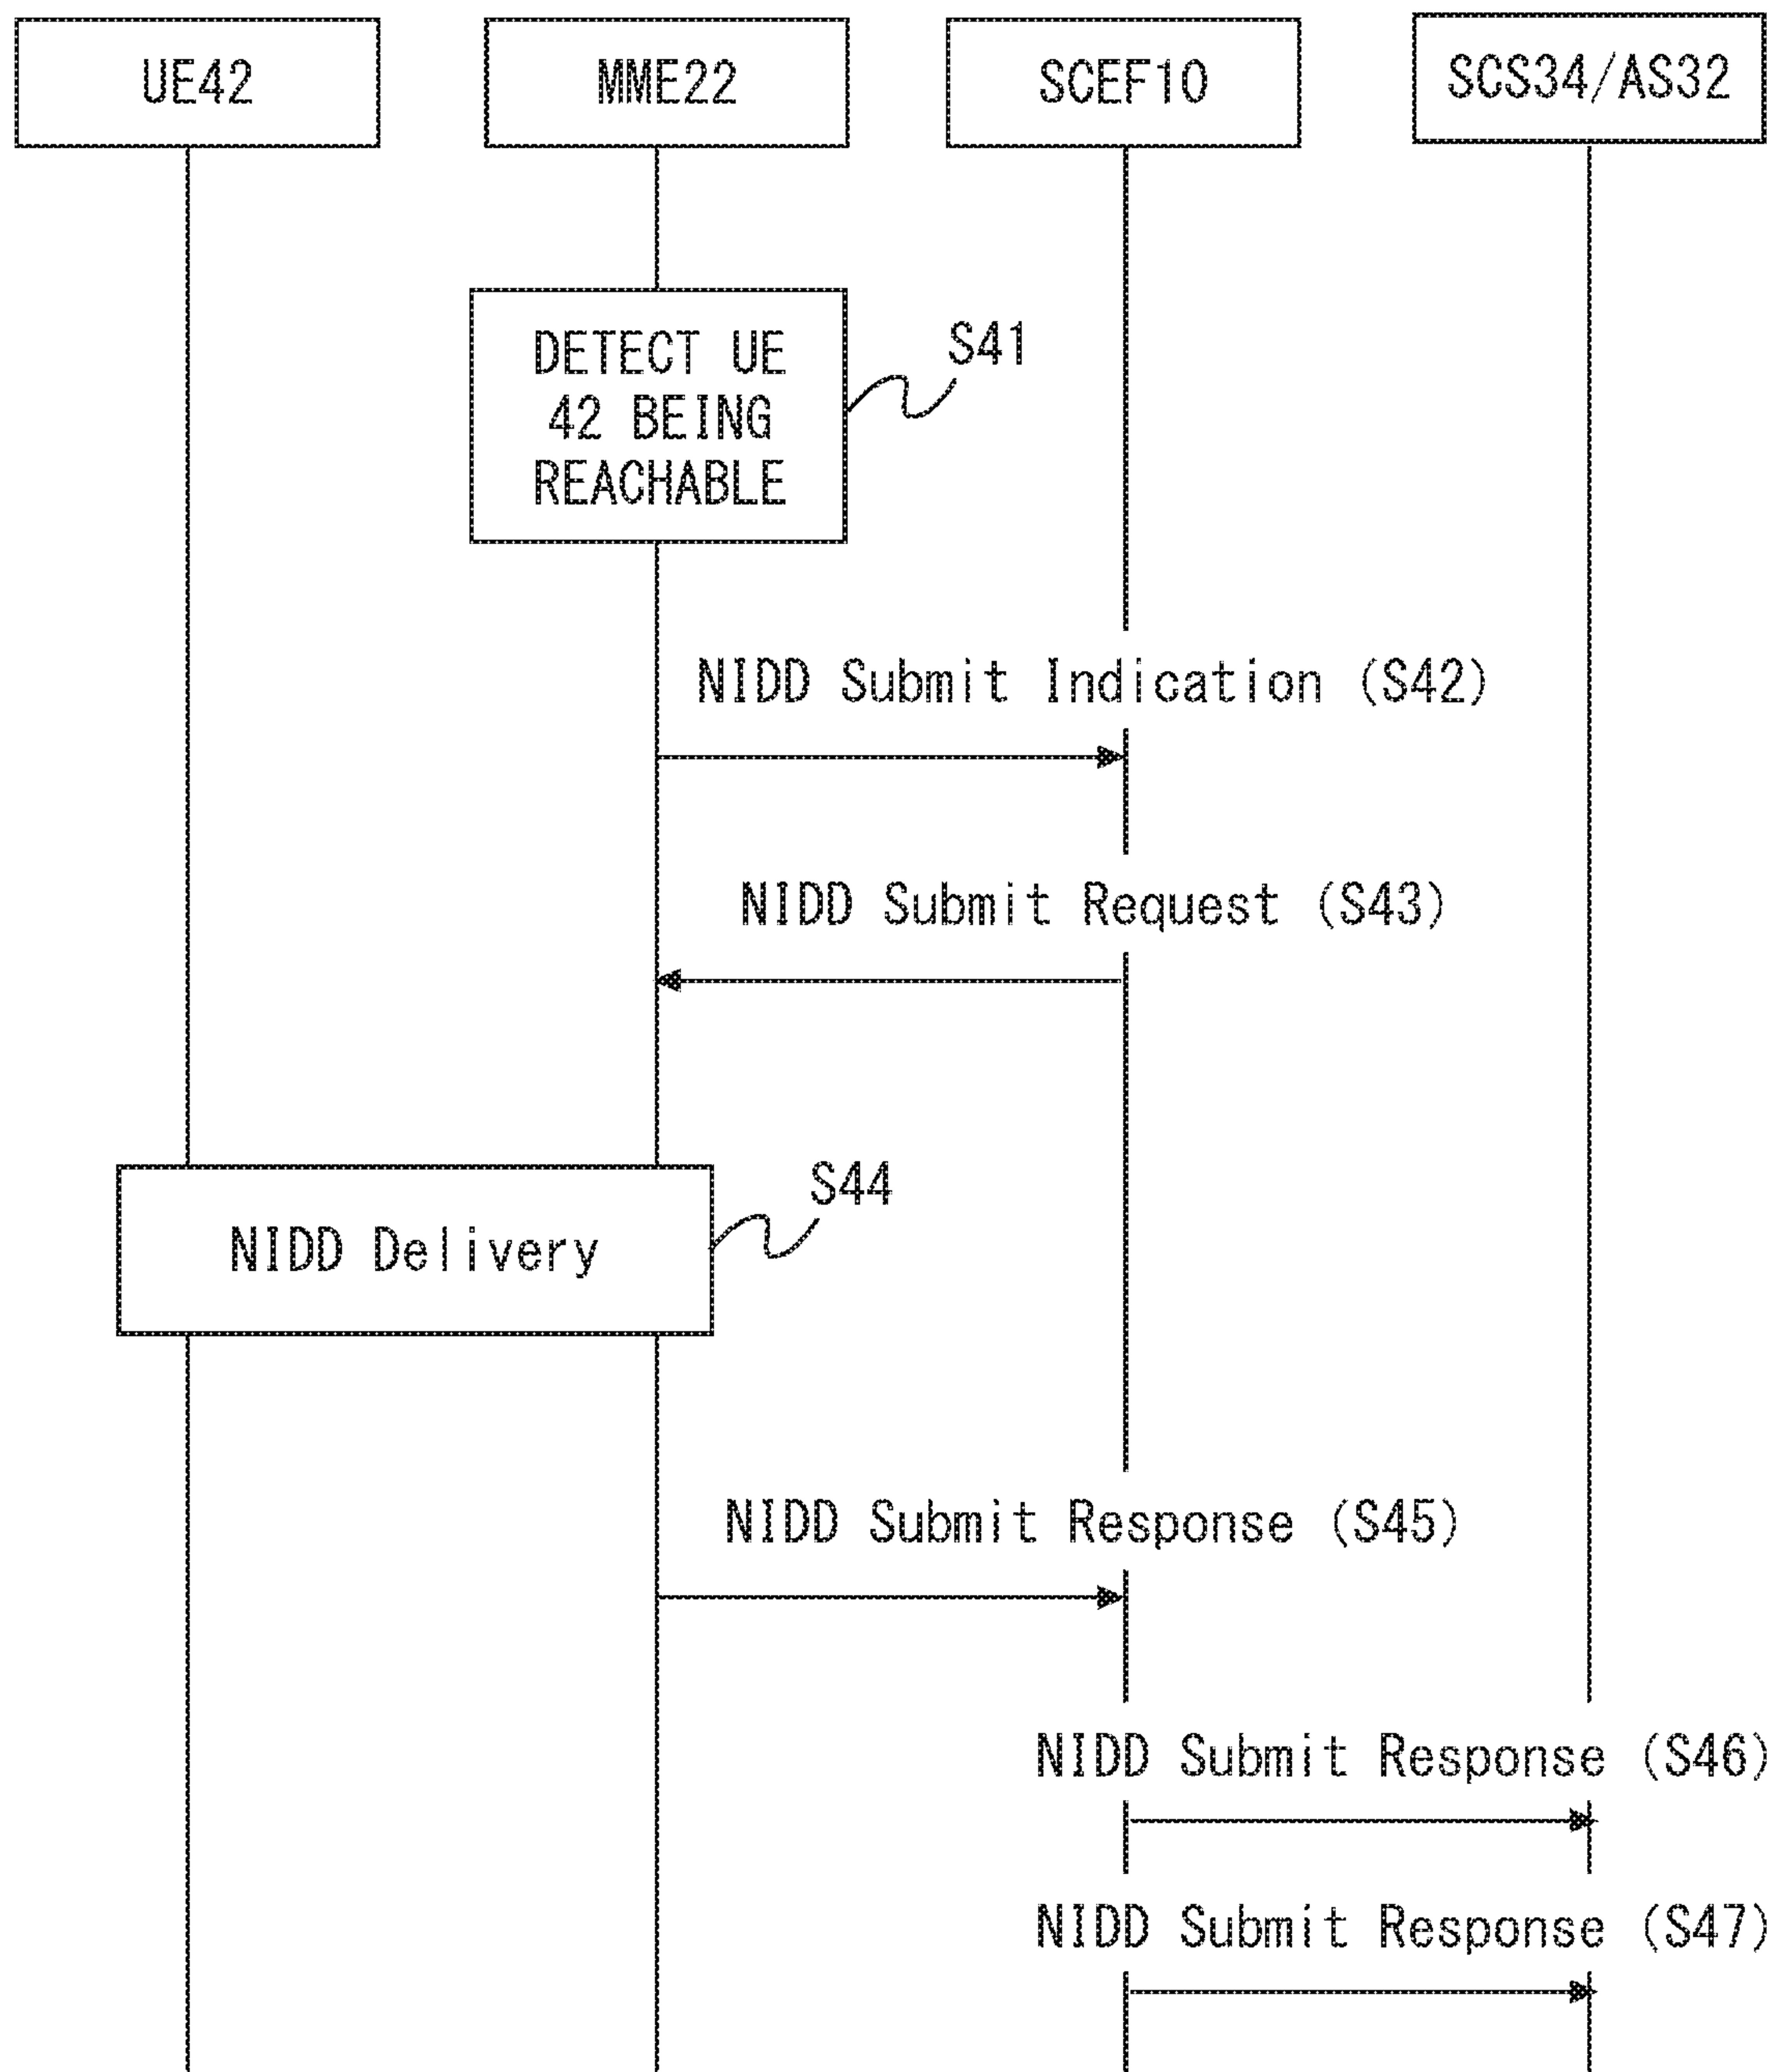 UE42
MME22
SCEF10
SCS34/AS32
DETECT UE
42 BEING
REACHABLE
S41
NIDD Submit Indication (S42)
NIDD Submit Request (S43)
S44
NIDD Delivery
NIDD Submit Response (S45)
NIDD Submit Response (S46)
NIDD Submit Response (S47)